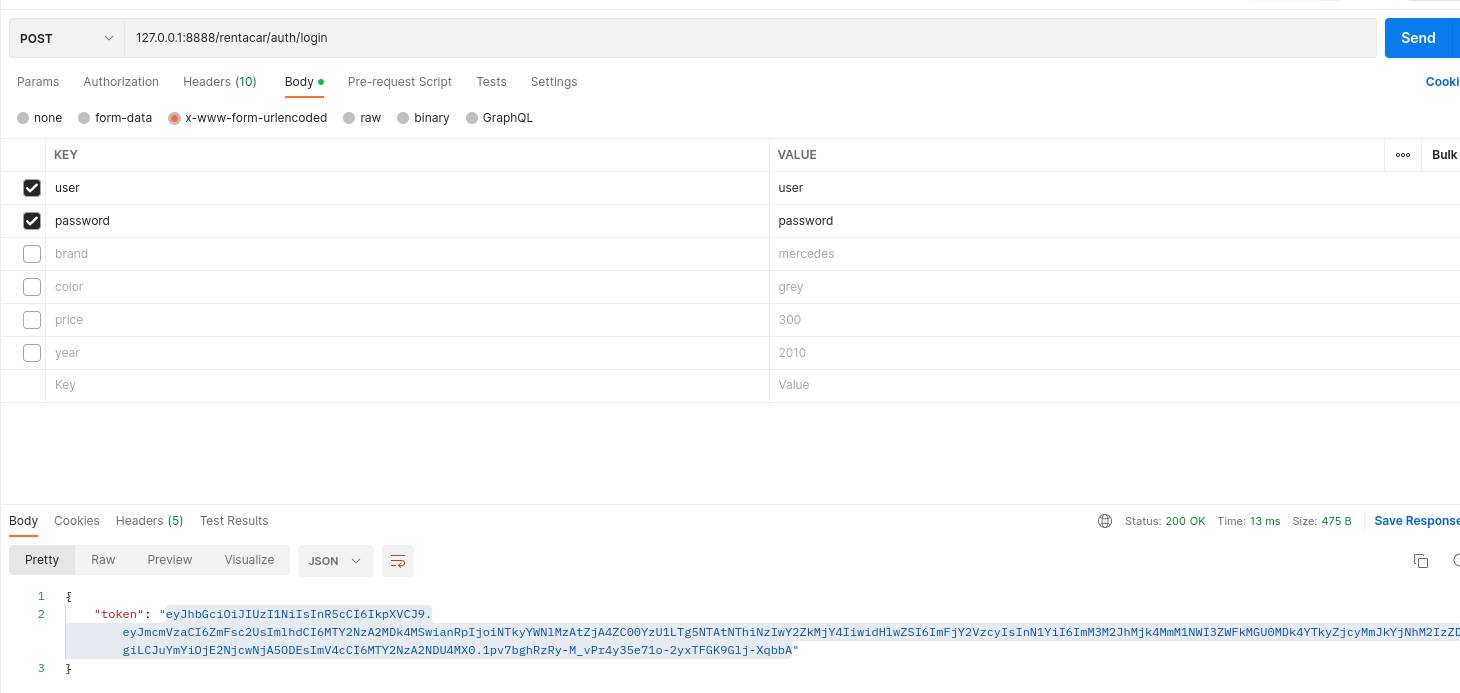 POST 127.0.0.1:8888/rentacar/auth/login Send
Params Authorization Headers (10) Body Pre-request Script Tests Settings Cooki
none form-data x-www-form-urlencoded raw binary GraphQL
KEY VALUE Bulk
user user
password password
brand mercedes
color grey
price 300
year 2010
Key Value
Body Cookies Headers (5) Test Results Status: 200 OK Time: 13 ms Size: 475 B Save Response
Pretty Raw Preview Visualize JSON
1 {
2 "token": "eyJhbGciOiJIUzI1NiIsInR5cCI6IkpXVCJ9.
eyJmcmVzaCI6ZmFsc2UsImlhdCI6MTY2NzA2MDk4MSwianRpIjoiNTkyYWNlMzAtZjA4ZC00YzU1LTg5NTAtNThiNzIwY2ZkMjY4IiwidHlwZSI6ImFjY2VzcyIsInN1YiI6ImM3M2JhMjk4MmM1NWI3ZWFkMGU0MDk4YTkyZjcyMmJkYjNhM2IzZD
giLCJuYmYiOjE2NjcwNjA5ODEsImV4cCI6MTY2NzA2NDU4MX0.1pv7bghRzRy-M_vPr4y35e71o-2yxTFGK9Glj-XqbbA"
3 }